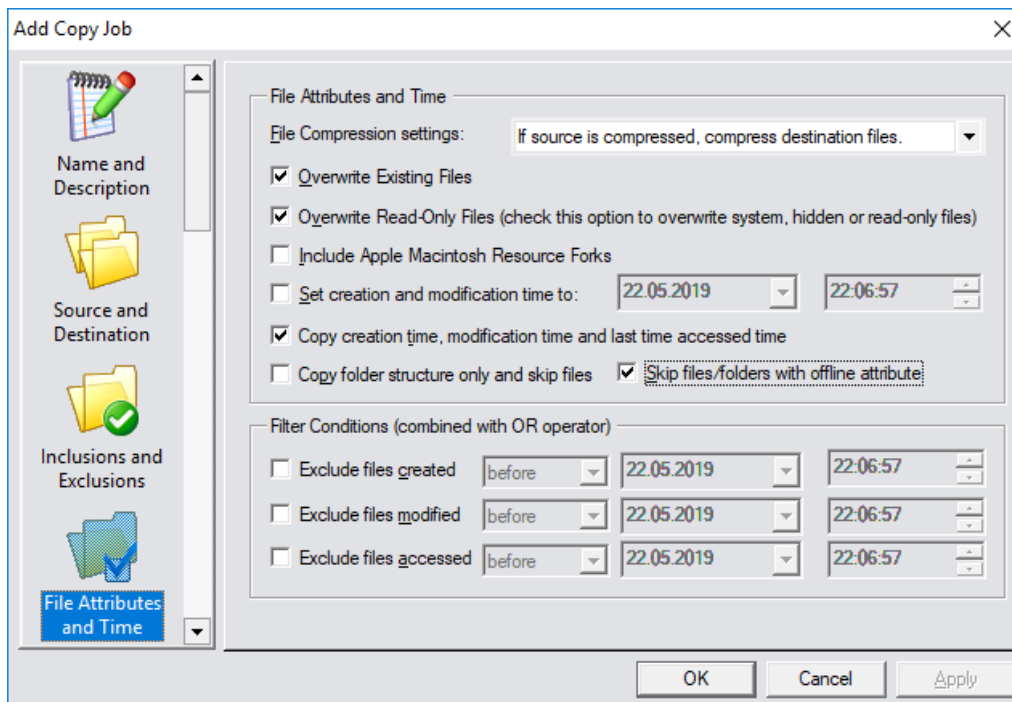 Add Copy Job
Name and
Description
Source and
Destination
Inclusions and
Exclusions
File Attributes
and Time
File Attributes and Time
File Compression settings: If source is compressed, compress destination files.
Overwrite Existing Files
Overwrite Read-Only Files (check this option to overwrite system, hidden or read-only files)
Include Apple Macintosh Resource Forks
Set creation and modification time to: 22.05.2019 22:06:57
Copy creation time, modification time and last time accessed time
Copy folder structure only and skip files Skip files/folders with offline attribute
Filter Conditions (combined with OR operator)
Exclude files created before 22.05.2019 22:06:57
Exclude files modified before 22.05.2019 22:06:57
Exclude files accessed before 22.05.2019 22:06:57
OK Cancel Apply